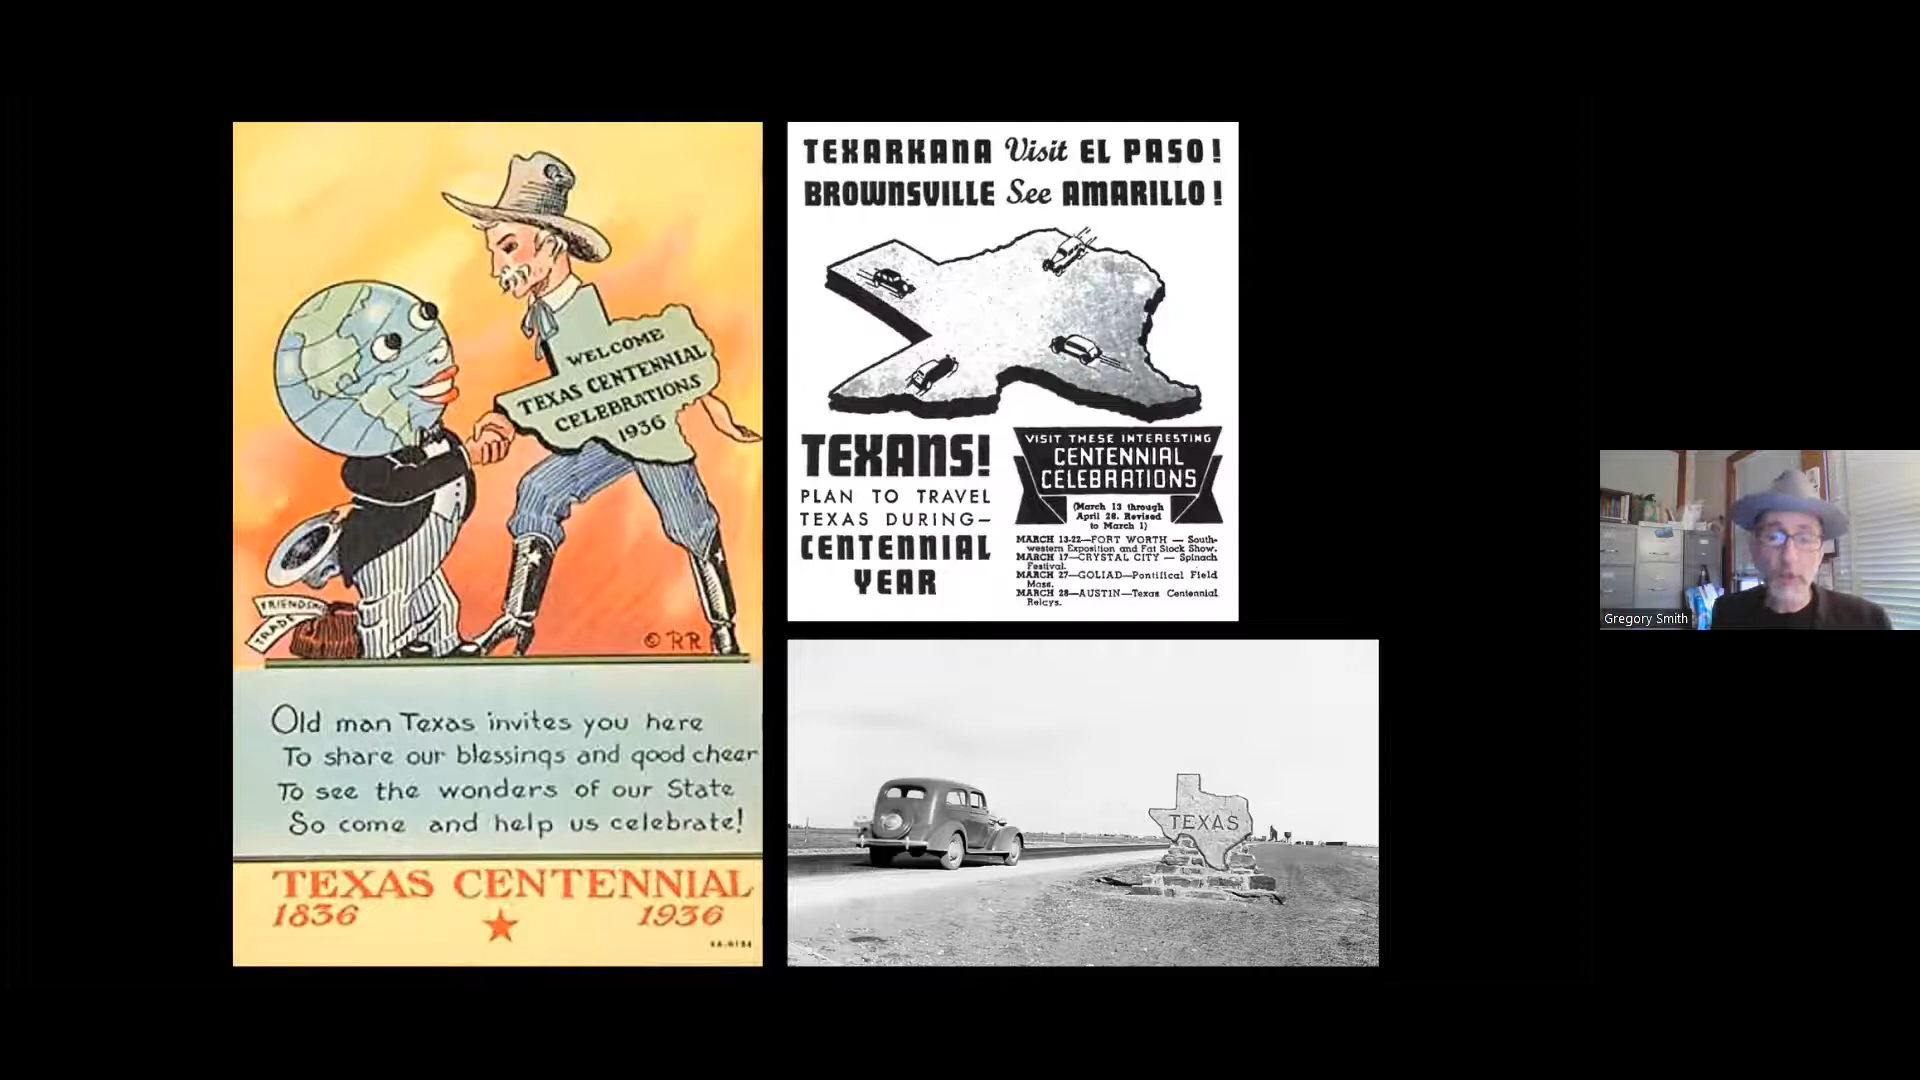 WELCOME
TEXAS CENTENNIAL
CELEBRATIONS
1936
FRIENDSHIP
TRADE
© RR
Old man Texas invites you here
To share our blessings and good cheer
To see the wonders of our State
So come and help us celebrate!
TEXAS CENTENNIAL
1836 1936
TEXARKANA Visit EL PASO!
BROWNSVILLE See AMARILLO!
TEXANS!
PLAN TO TRAVEL
TEXAS DURING—
CENTENNIAL
YEAR
VISIT THESE INTERESTING
CENTENNIAL
CELEBRATIONS
(March 13 through
April 26. Revised
to March 1)
MARCH 13-22—FORT WORTH — South-
western Exposition and Fat Stock Show.
MARCH 17—CRYSTAL CITY — Spinach
Festival.
MARCH 27—GOLIAD—Pontifical Field
Mass.
MARCH 28—AUSTIN—Texas Centennial
Relays.
TEXAS
Gregory Smith